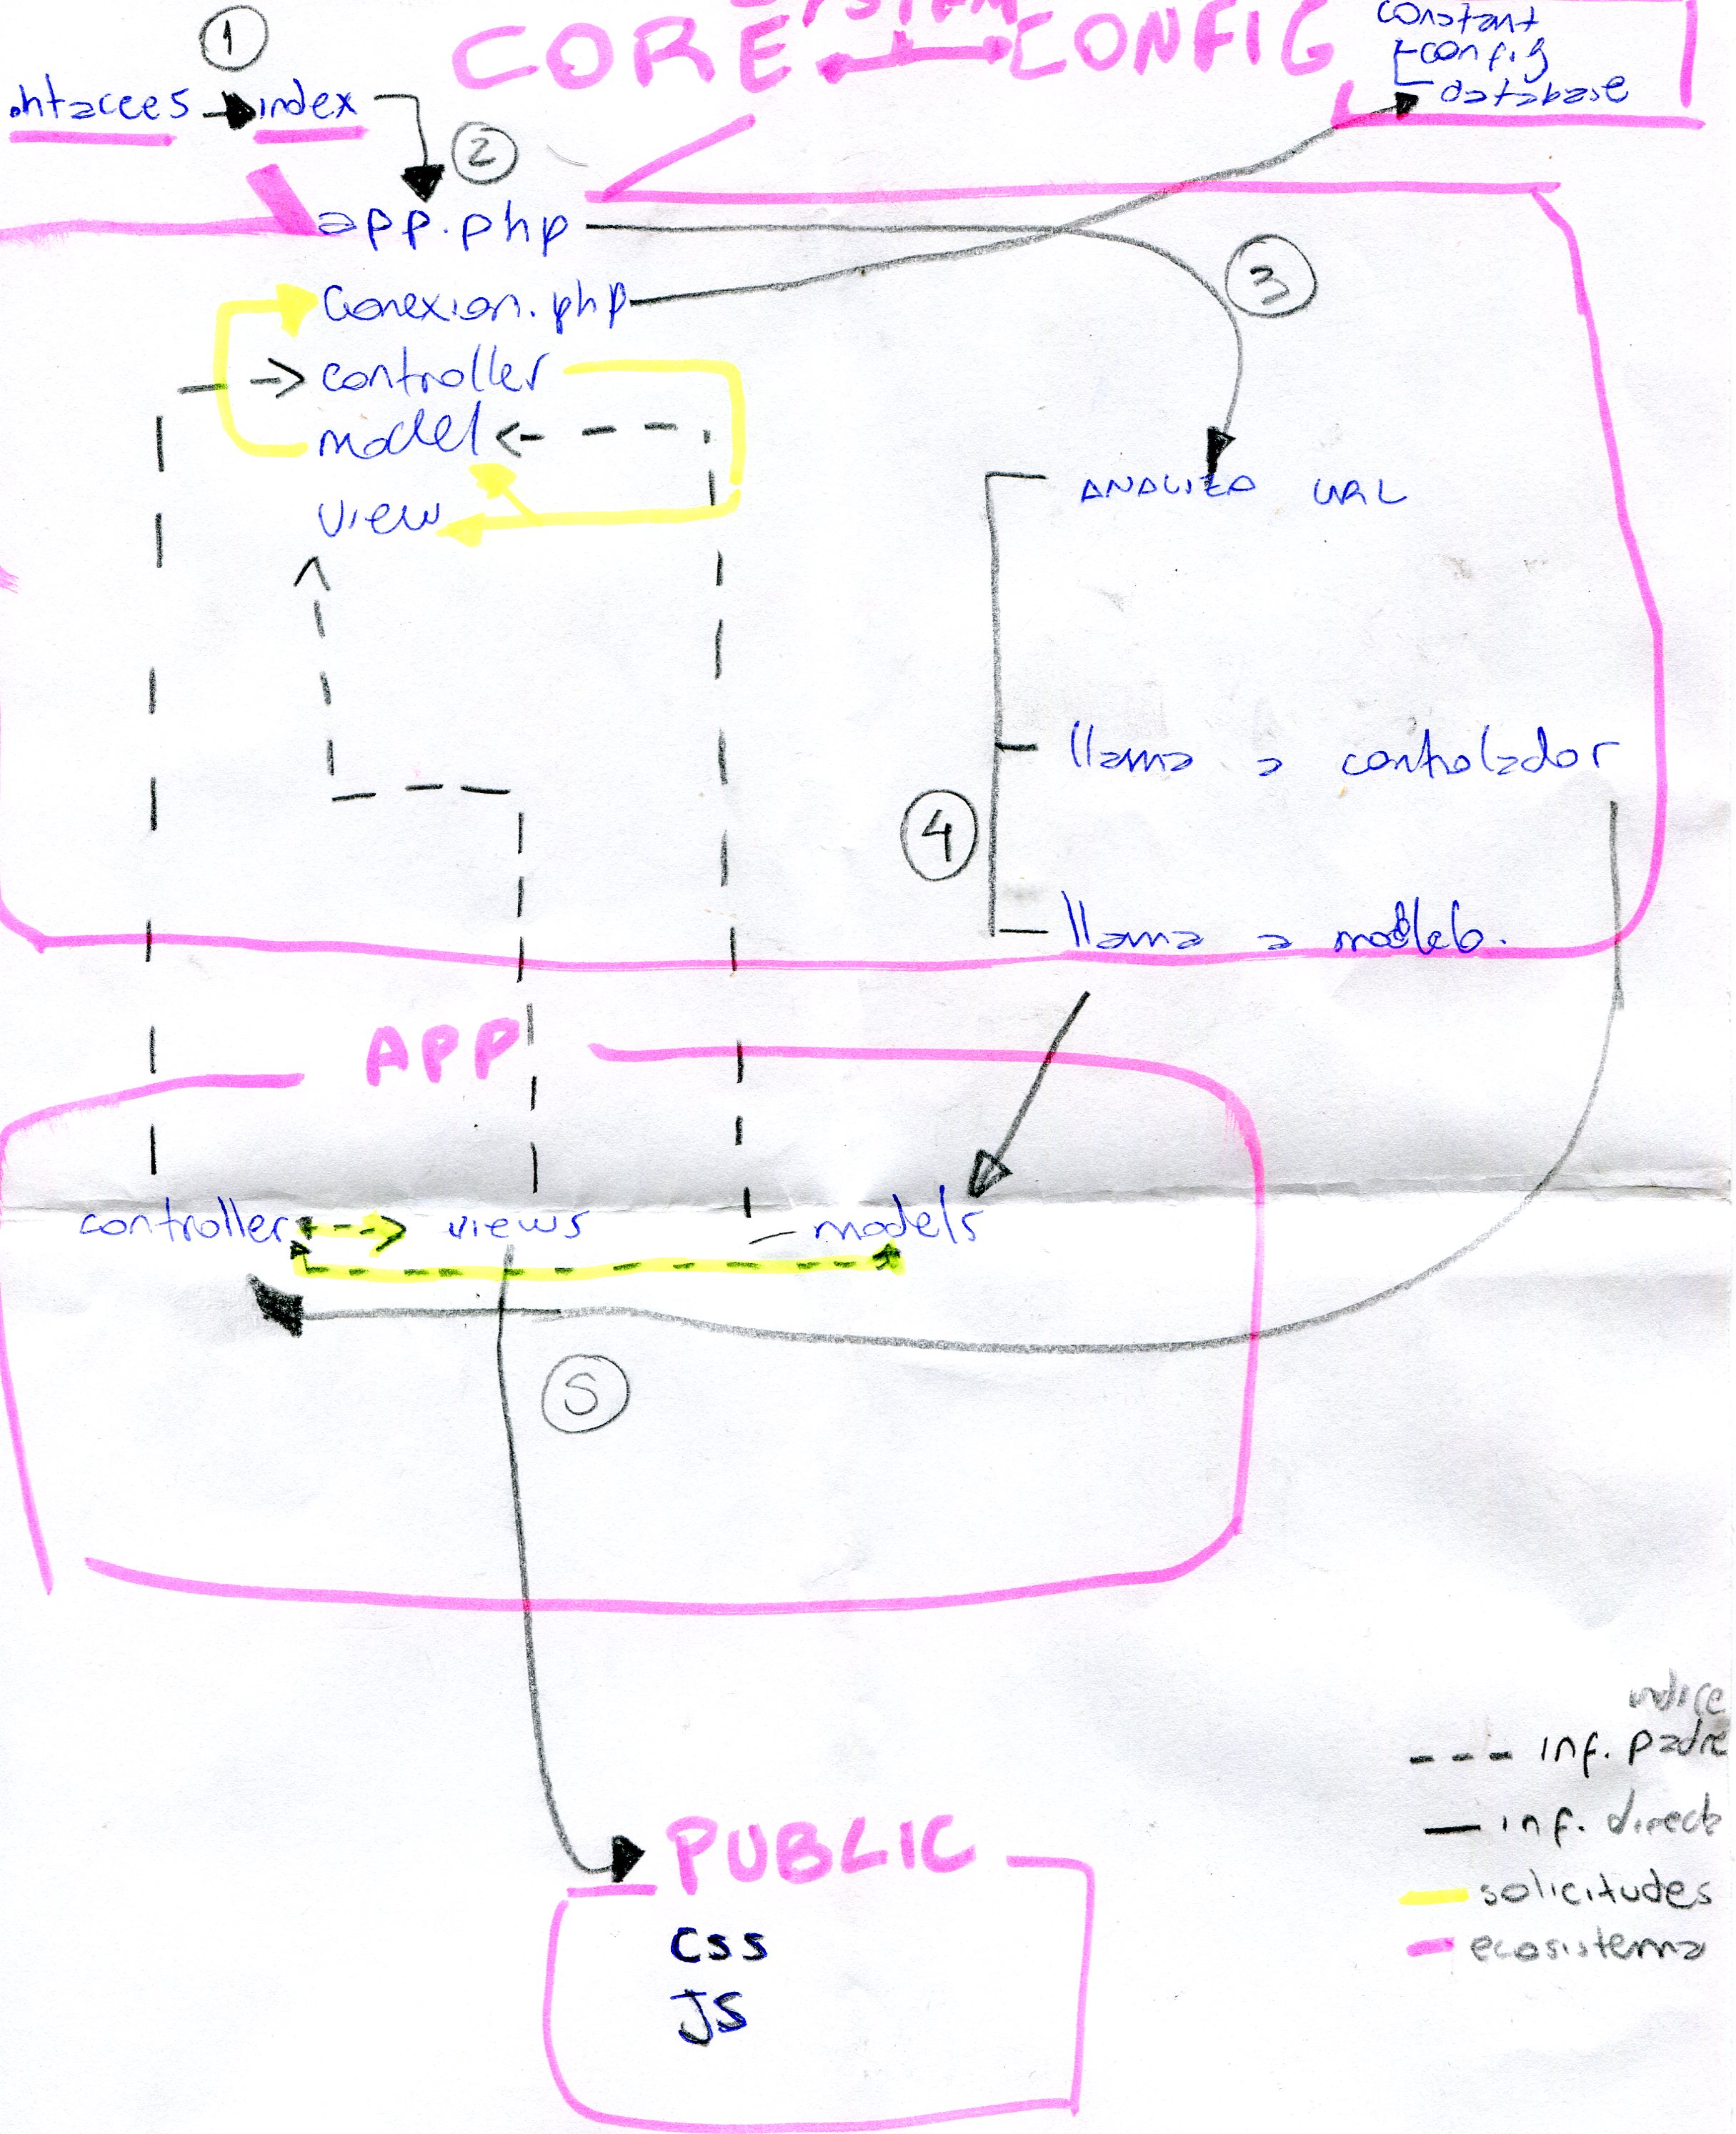 SYSTEM
CORE CONFIG
constant
config
database
1
.htaccees index
2
app.php
Conexion.php
3
controller
model
view
ANALIZA URL
llama a controlador
4
llama a modelo.
APP
controller views models
5
indice
inf. padre
inf. direct
solicitudes
ecosistema
PUBLIC
CSS
JS